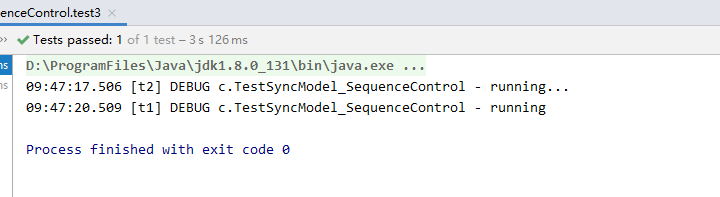 enceControl.test3 ×
>> Tests passed: 1 of 1 test – 3 s 126 ms
ms D:\ProgramFiles\Java\jdk1.8.0_131\bin\java.exe ...
ms 09:47:17.506 [t2] DEBUG c.TestSyncModel_SequenceControl - running...
09:47:20.509 [t1] DEBUG c.TestSyncModel_SequenceControl - running
Process finished with exit code 0